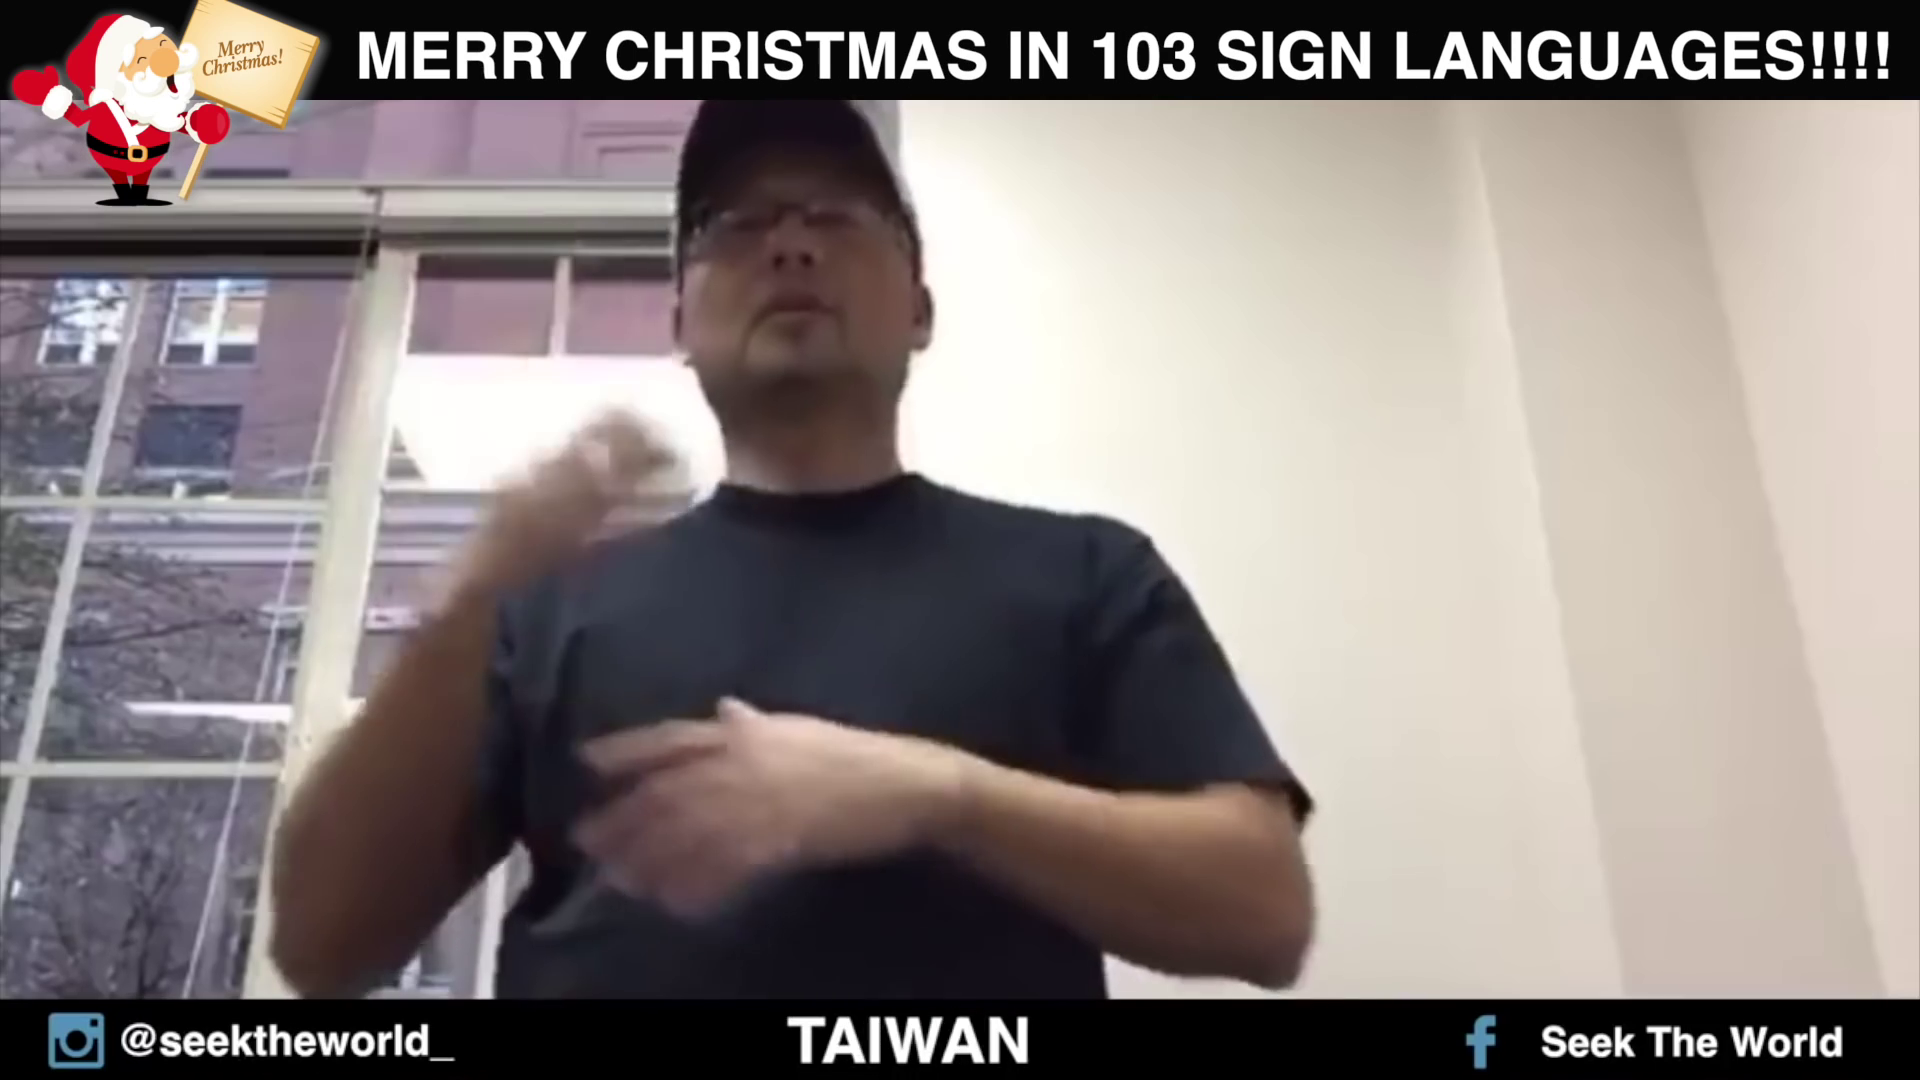 Merry
Christmas!
MERRY CHRISTMAS IN 103 SIGN LANGUAGES!!!!
@seektheworld_
TAIWAN
Seek The World